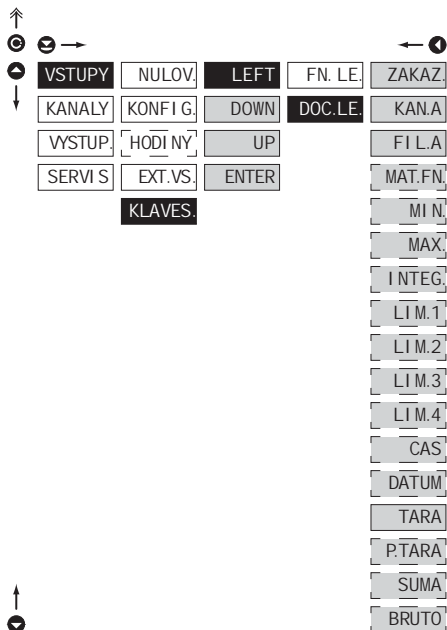 VSTUPY NULOV. LEFT FN. LE. ZAKAZ.
KANALY KONFIG. DOWN DOC.LE. KAN.A
VYSTUP. HODINY UP FIL.A
SERVIS EXT.VS. ENTER MAT.FN.
KLAVES. MIN.
MAX.
INTEG.
LIM.1
LIM.2
LIM.3
LIM.4
CAS
DATUM
TARA
P.TARA
SUMA
BRUTO